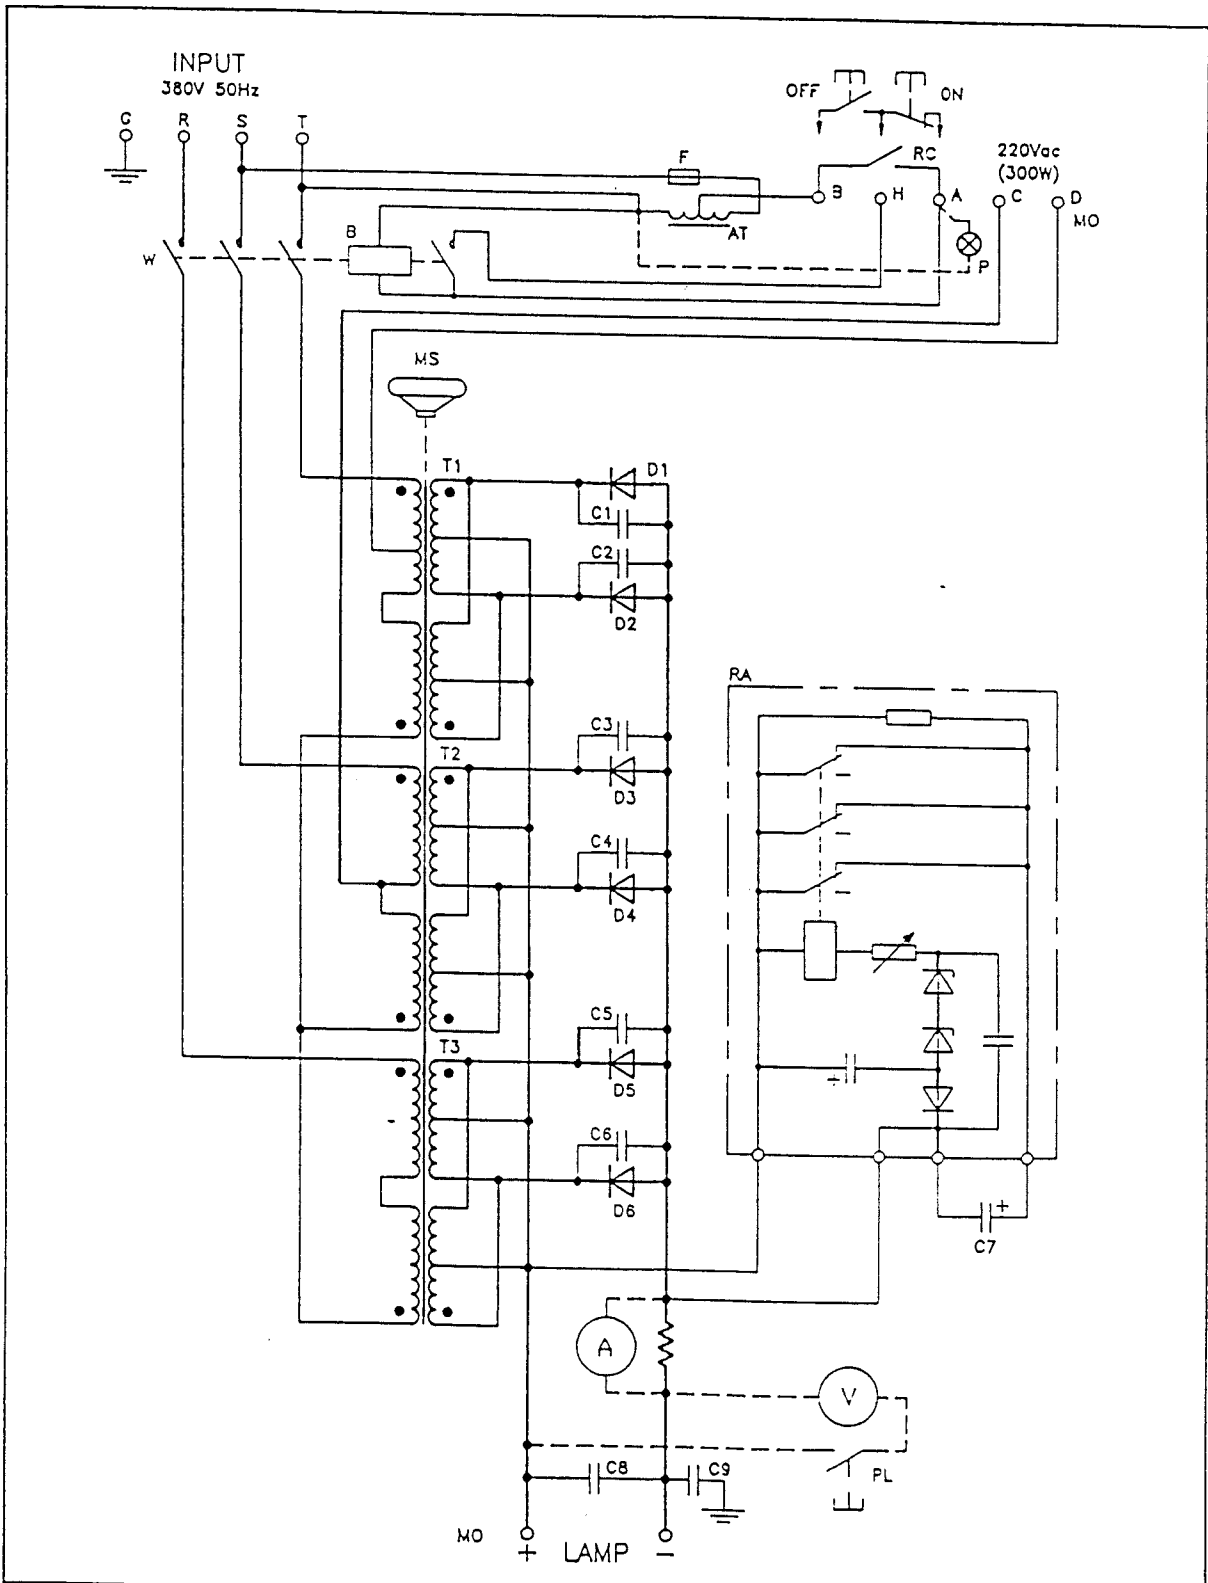 INPUT
380V 50Hz
G R S T
OFF ON
F
RC
220Vac
(300W)
B H A C D
MO
AT
P
B
W
MS
T1
D1
C1
C2
D2
RA
C3
T2
D3
C4
D4
C5
T3
D5
C6
D6
+
+
C7
A
V
C8 C9
PL
MO
+ LAMP −